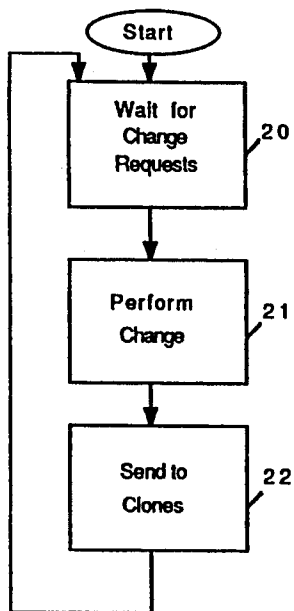 Start
Wait for
Change
Requests
20
Perform
Change
21
Send to
Clones
22